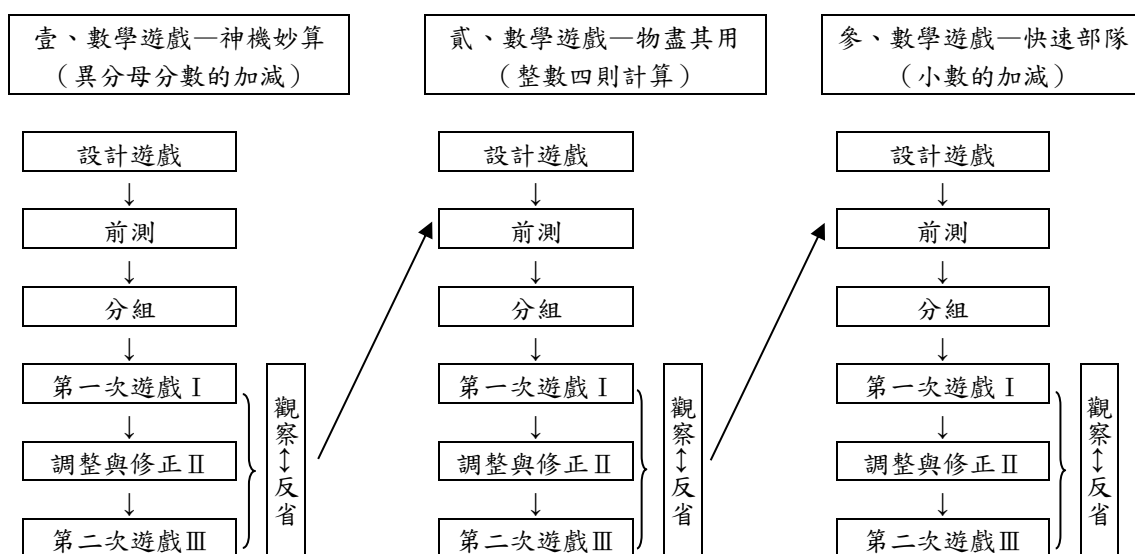 壹、數學遊戲—神機妙算
（異分母分數的加減）
設計遊戲
↓
前測
↓
分組
↓
第一次遊戲Ⅰ
↓
調整與修正Ⅱ
↓
第二次遊戲Ⅲ
觀察↔反省
貳、數學遊戲—物盡其用
（整數四則計算）
設計遊戲
↓
前測
↓
分組
↓
第一次遊戲Ⅰ
↓
調整與修正Ⅱ
↓
第二次遊戲Ⅲ
觀察↔反省
參、數學遊戲—快速部隊
（小數的加減）
設計遊戲
↓
前測
↓
分組
↓
第一次遊戲Ⅰ
↓
調整與修正Ⅱ
↓
第二次遊戲Ⅲ
觀察↔反省